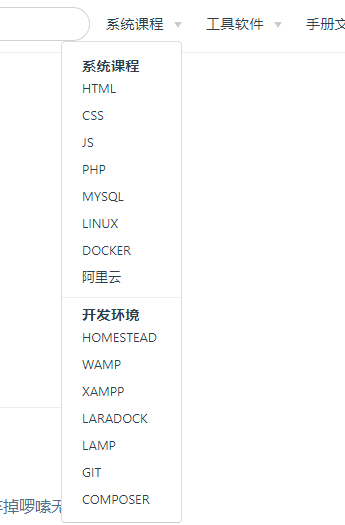 系统课程 工具软件 手册文
系统课程
HTML
CSS
JS
PHP
MYSQL
LINUX
DOCKER
阿里云
开发环境
HOMESTEAD
WAMP
XAMPP
LARADOCK
LAMP
GIT
掉啰嗦无
COMPOSER